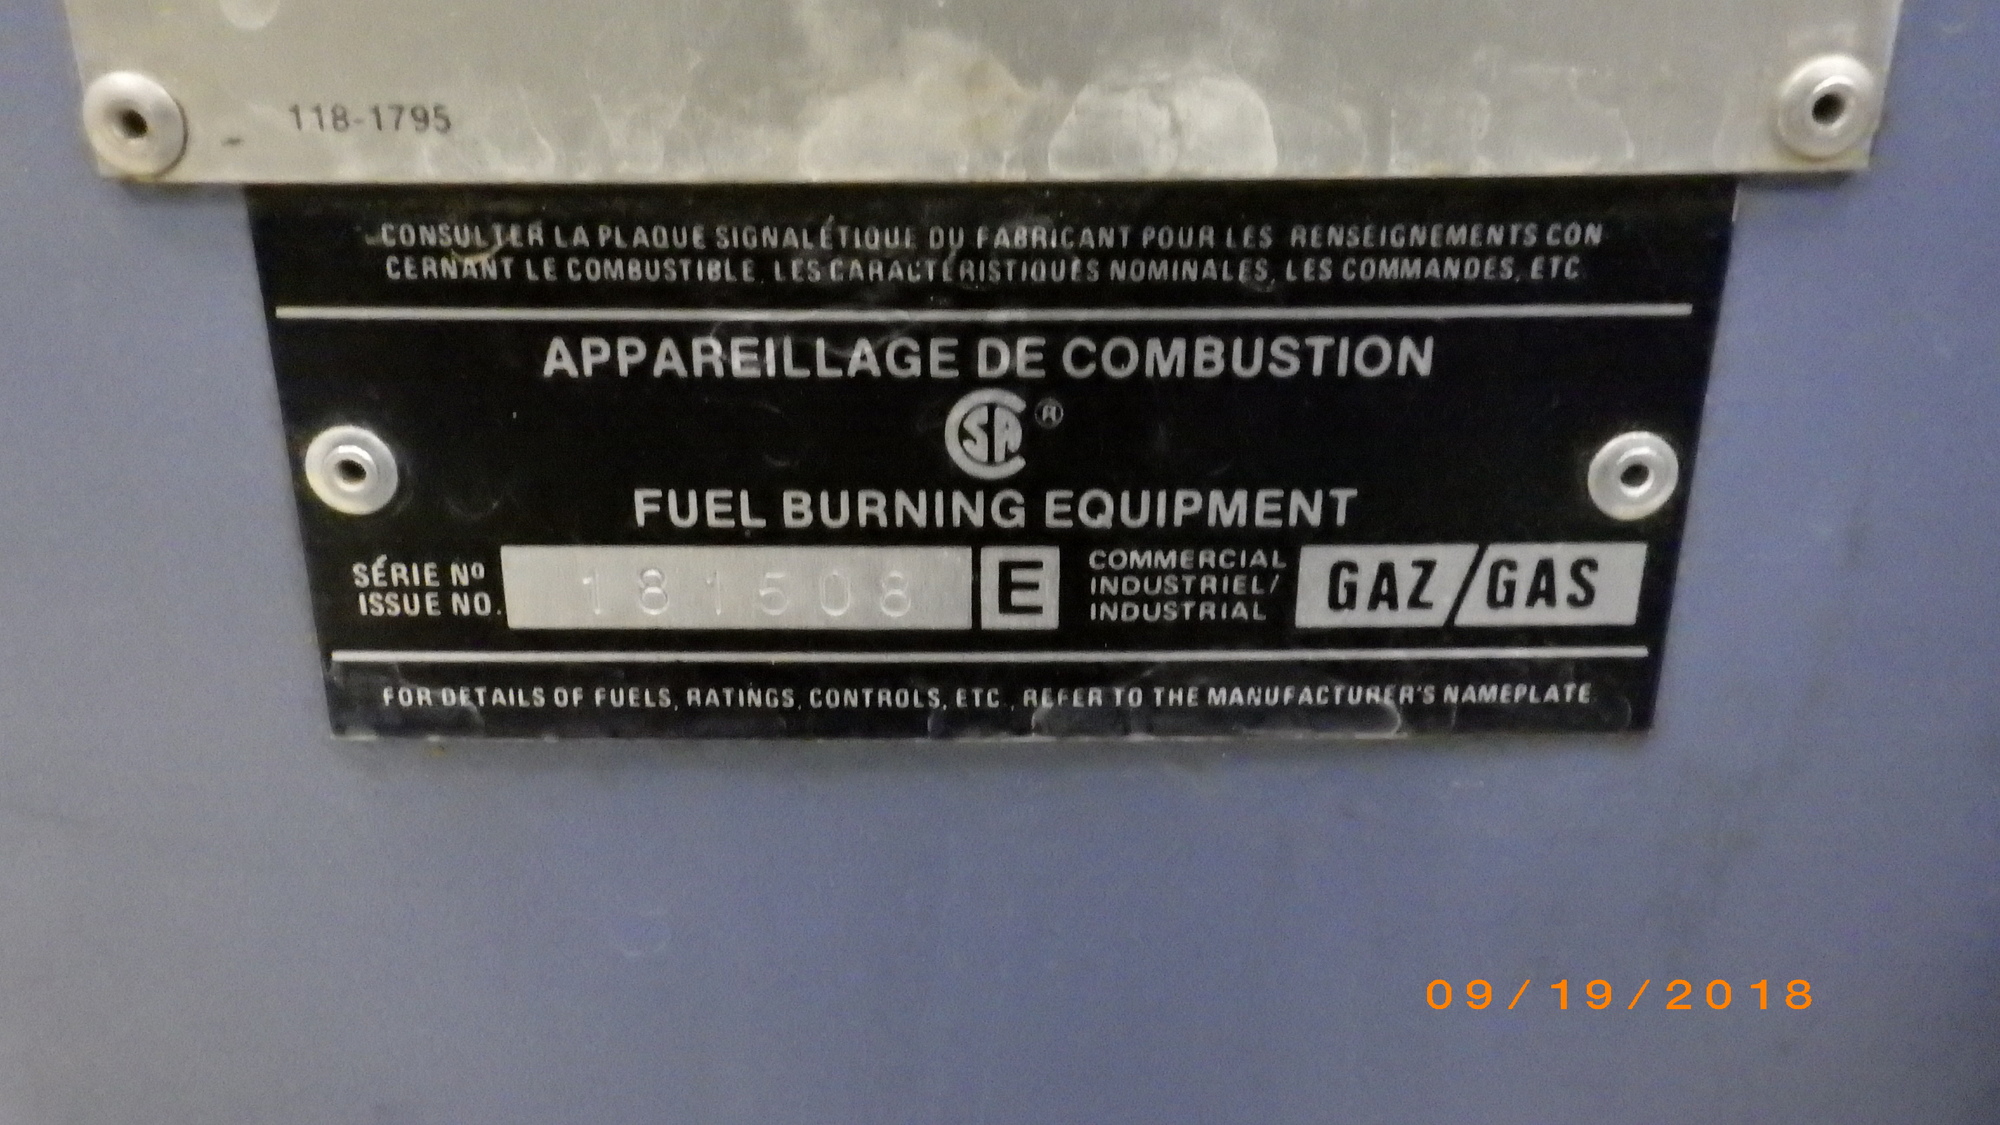 118-1795
CONSULTER LA PLAQUE SIGNALÉTIQUE DU FABRICANT POUR LES RENSEIGNEMENTS CON
CERNANT LE COMBUSTIBLE, LES CARACTÉRISTIQUES NOMINALES, LES COMMANDES, ETC
APPAREILLAGE DE COMBUSTION
CSA ®
FUEL BURNING EQUIPMENT
SÉRIE Nº
ISSUE NO.
181508
E
COMMERCIAL
INDUSTRIEL/
INDUSTRIAL
GAZ/GAS
FOR DETAILS OF FUELS, RATINGS, CONTROLS, ETC., REFER TO THE MANUFACTURER'S NAMEPLATE
09/19/2018